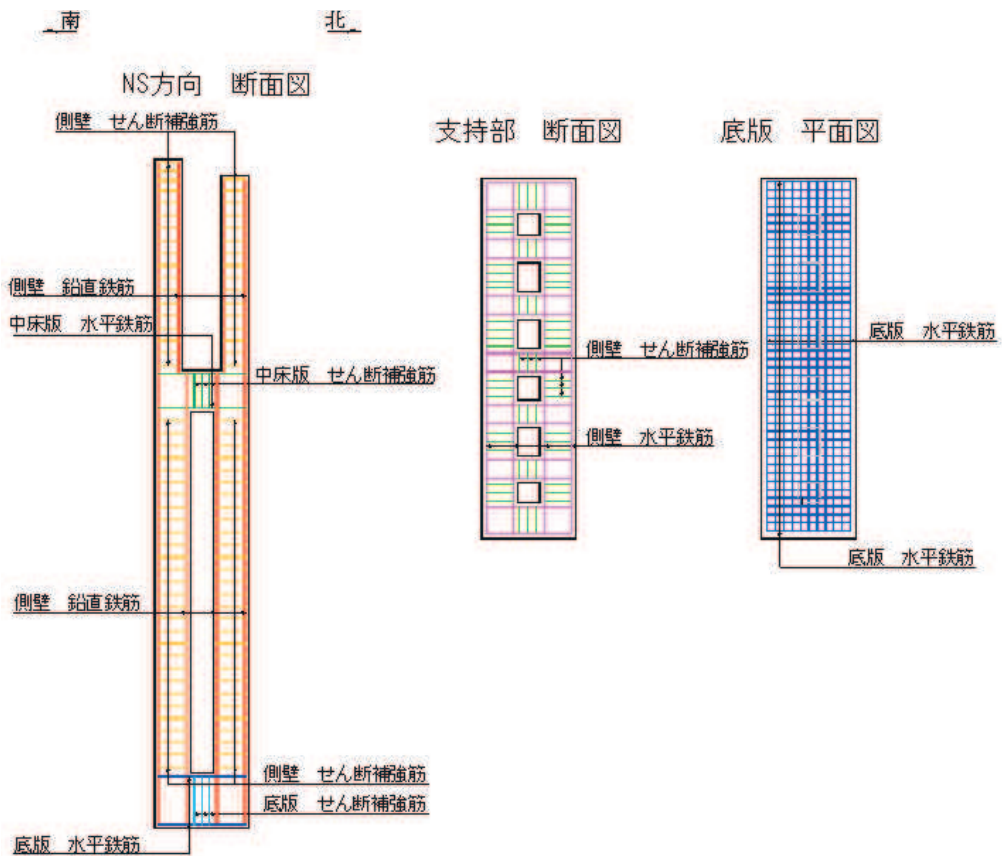 南 北
NS方向 断面図
側壁 せん断補強筋
側壁 鉛直鉄筋
中床版 水平鉄筋
中床版 せん断補強筋
側壁 鉛直鉄筋
側壁 せん断補強筋
底版 せん断補強筋
底版 水平鉄筋
支持部 断面図
側壁 せん断補強筋
側壁 水平鉄筋
底版 平面図
底版 水平鉄筋
底版 水平鉄筋